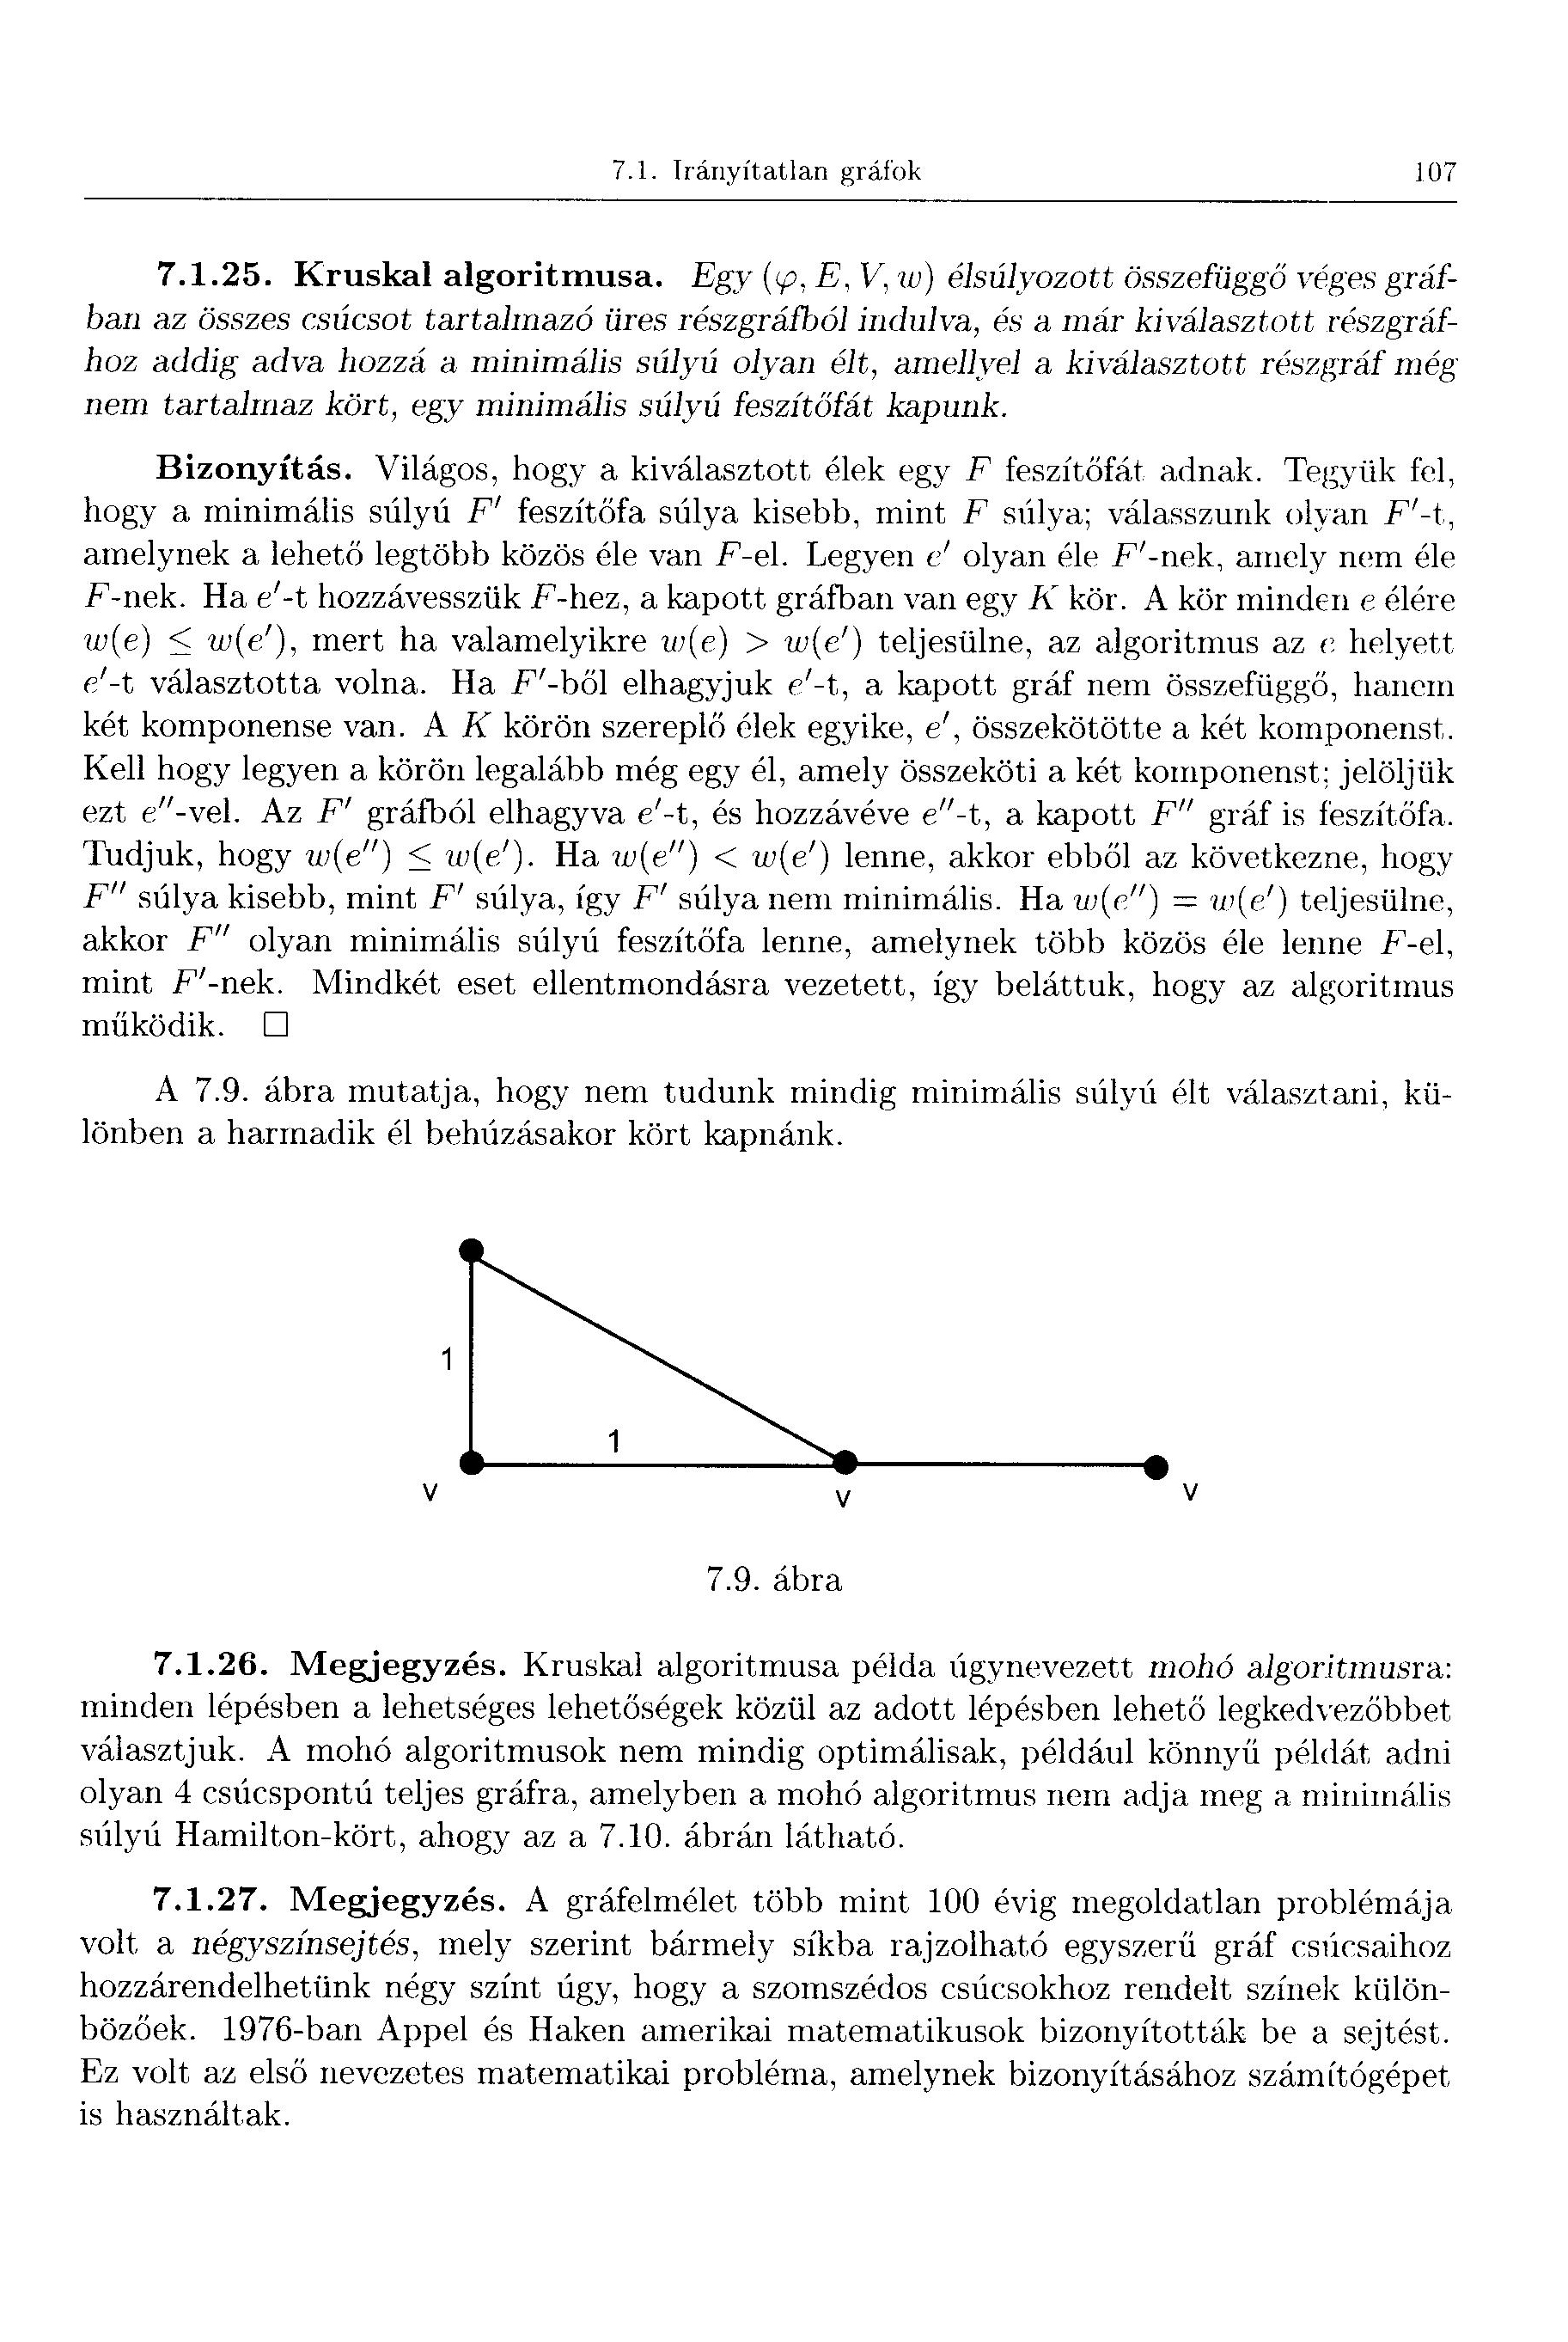 7.1. Irányítatlan gráfok 107
7.1.25. Kruskal algoritmusa. Egy (φ, E, V, w) élsúlyozott összefüggő véges gráf-
ban az összes csúcsot tartalmazó üres részgráfból indulva, és a már kiválasztott részgráf-
hoz addig adva hozzá a minimális súlyú olyan élt, amellyel a kiválasztott részgráf még
nem tartalmaz kört, egy minimális súlyú feszítőfát kapunk.
Bizonyítás. Világos, hogy a kiválasztott élek egy F feszítőfát adnak. Tegyük fel,
hogy a minimális súlyú F′ feszítőfa súlya kisebb, mint F súlya; válasszunk olyan F′-t,
amelynek a lehető legtöbb közös éle van F-el. Legyen e′ olyan éle F′-nek, amely nem éle
F-nek. Ha e′-t hozzávesszük F-hez, a kapott gráfban van egy K kör. A kör minden e élére
w(e) ≤ w(e′), mert ha valamelyikre w(e) > w(e′) teljesülne, az algoritmus az e helyett
e′-t választotta volna. Ha F′-ből elhagyjuk e′-t, a kapott gráf nem összefüggő, hanem
két komponense van. A K körön szereplő élek egyike, e′, összekötötte a két komponenst.
Kell hogy legyen a körön legalább még egy él, amely összeköti a két komponenst; jelöljük
ezt e″-vel. Az F′ gráfból elhagyva e′-t, és hozzávéve e″-t, a kapott F″ gráf is feszítőfa.
Tudjuk, hogy w(e″) ≤ w(e′). Ha w(e″) < w(e′) lenne, akkor ebből az következne, hogy
F″ súlya kisebb, mint F′ súlya, így F′ súlya nem minimális. Ha w(e″) = w(e′) teljesülne,
akkor F″ olyan minimális súlyú feszítőfa lenne, amelynek több közös éle lenne F-el,
mint F′-nek. Mindkét eset ellentmondásra vezetett, így beláttuk, hogy az algoritmus
működik. □
A 7.9. ábra mutatja, hogy nem tudunk mindig minimális súlyú élt választani, kü-
lönben a harmadik él behúzásakor kört kapnánk.
1
1
v v v
7.9. ábra
7.1.26. Megjegyzés. Kruskal algoritmusa példa úgynevezett mohó algoritmusra:
minden lépésben a lehetséges lehetőségek közül az adott lépésben lehető legkedvezőbbet
választjuk. A mohó algoritmusok nem mindig optimálisak, például könnyű példát adni
olyan 4 csúcspontú teljes gráfra, amelyben a mohó algoritmus nem adja meg a minimális
súlyú Hamilton-kört, ahogy az a 7.10. ábrán látható.
7.1.27. Megjegyzés. A gráfelmélet több mint 100 évig megoldatlan problémája
volt a négyszínsejtés, mely szerint bármely síkba rajzolható egyszerű gráf csúcsaihoz
hozzárendelhetünk négy színt úgy, hogy a szomszédos csúcsokhoz rendelt színek külön-
bözőek. 1976-ban Appel és Haken amerikai matematikusok bizonyították be a sejtést.
Ez volt az első nevezetes matematikai probléma, amelynek bizonyításához számítógépet
is használtak.